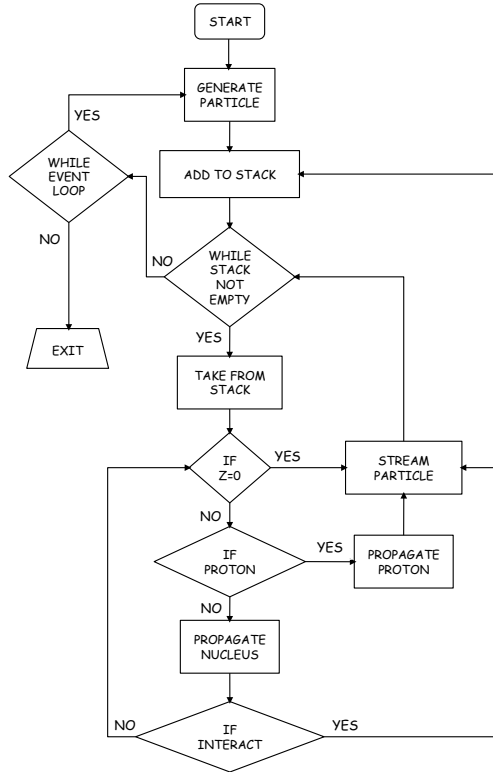 START
GENERATE
PARTICLE
YES
WHILE
EVENT
LOOP
ADD TO STACK
NO
NO
WHILE
STACK
NOT
EMPTY
YES
EXIT
TAKE FROM
STACK
IF
Z=0
YES
STREAM
PARTICLE
NO
IF
PROTON
YES
PROPAGATE
PROTON
NO
PROPAGATE
NUCLEUS
NO
IF
INTERACT
YES